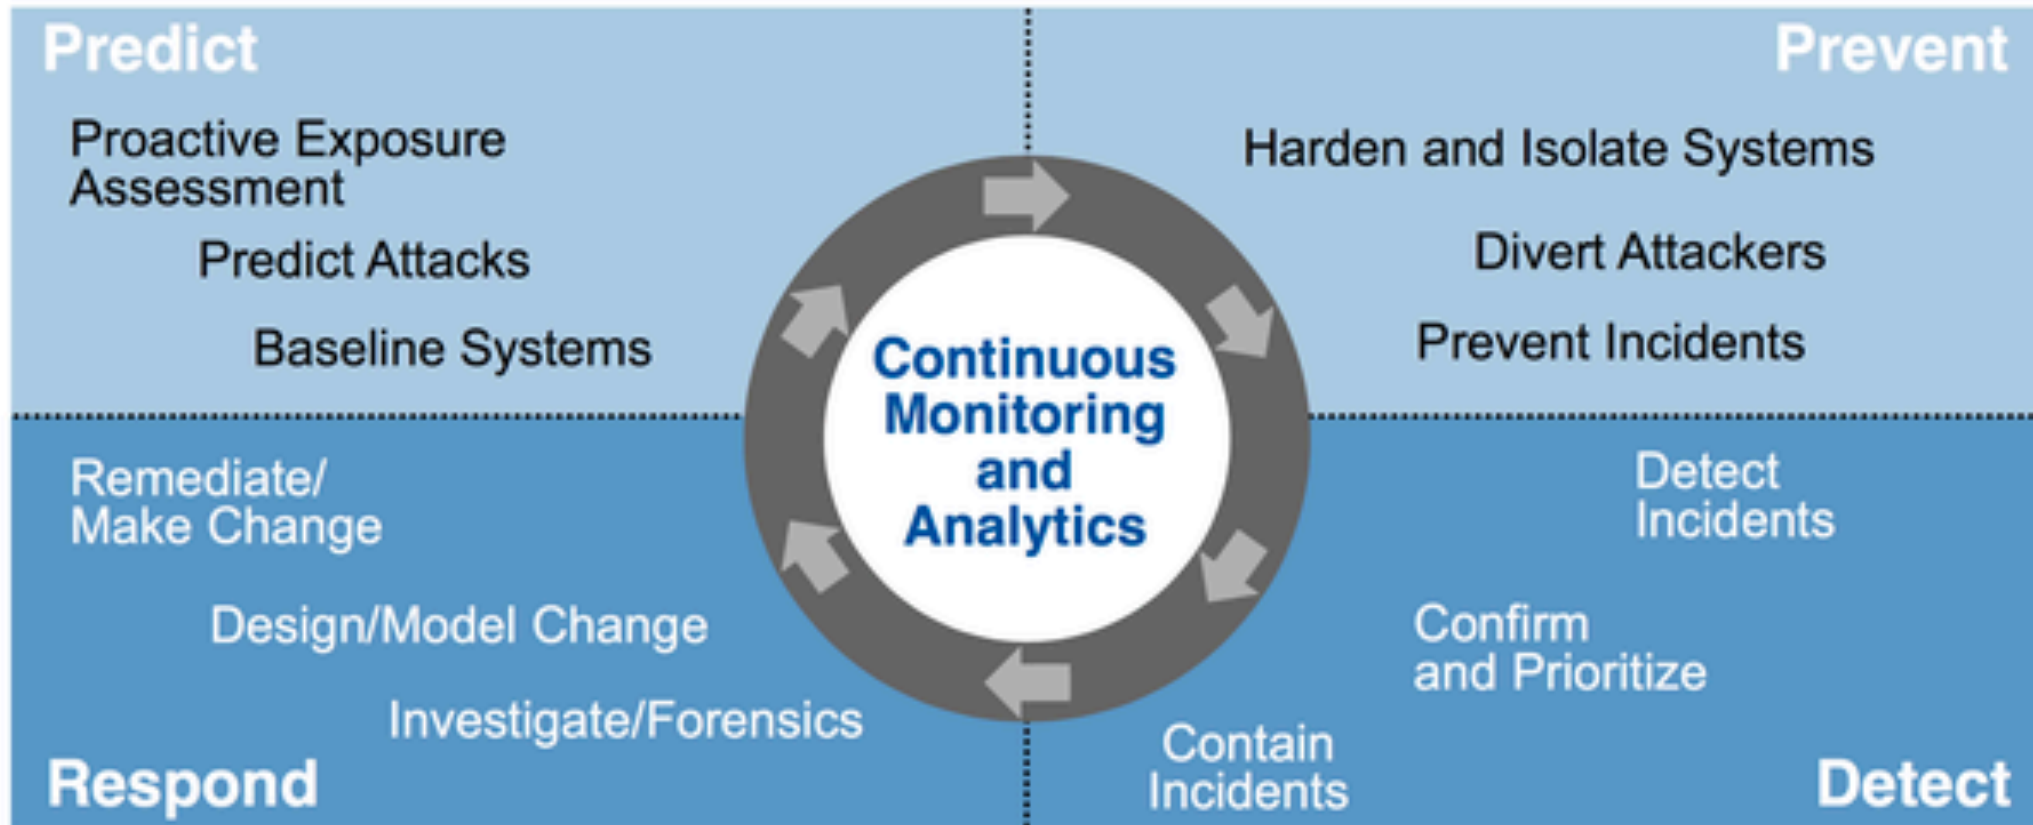 Predict
Proactive Exposure
Assessment
Predict Attacks
Baseline Systems
Prevent
Harden and Isolate Systems
Divert Attackers
Prevent Incidents
Continuous
Monitoring
and
Analytics
Remediate/
Make Change
Design/Model Change
Investigate/Forensics
Respond
Detect
Incidents
Confirm
and Prioritize
Contain
Incidents
Detect